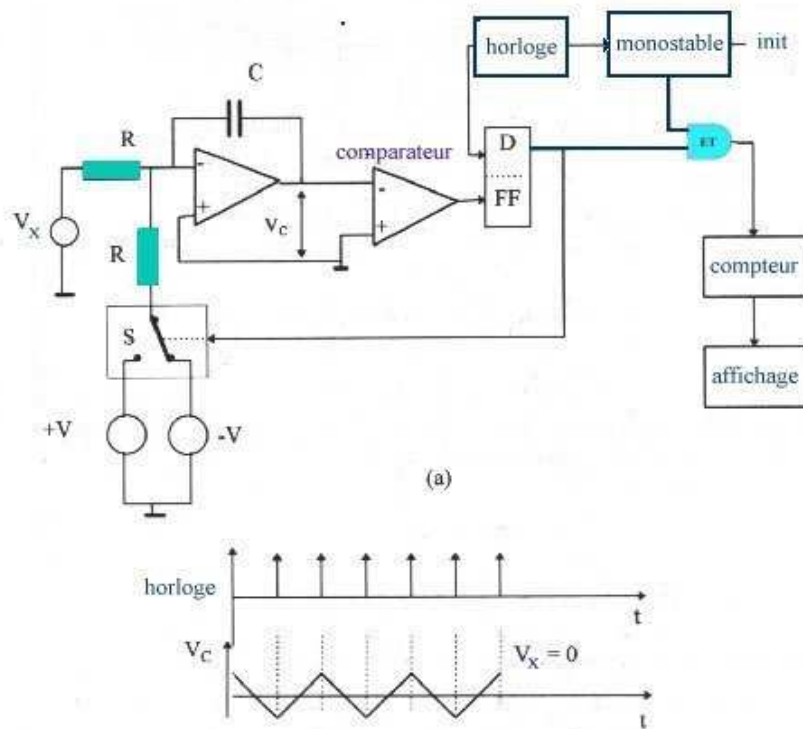 horloge
monostable
init
C
R
comparateur
-
+
-
+
D
FF
ET
V_x
v_c
R
S
compteur
affichage
+V
-V
(a)
horloge
t
V_C
V_x = 0
t